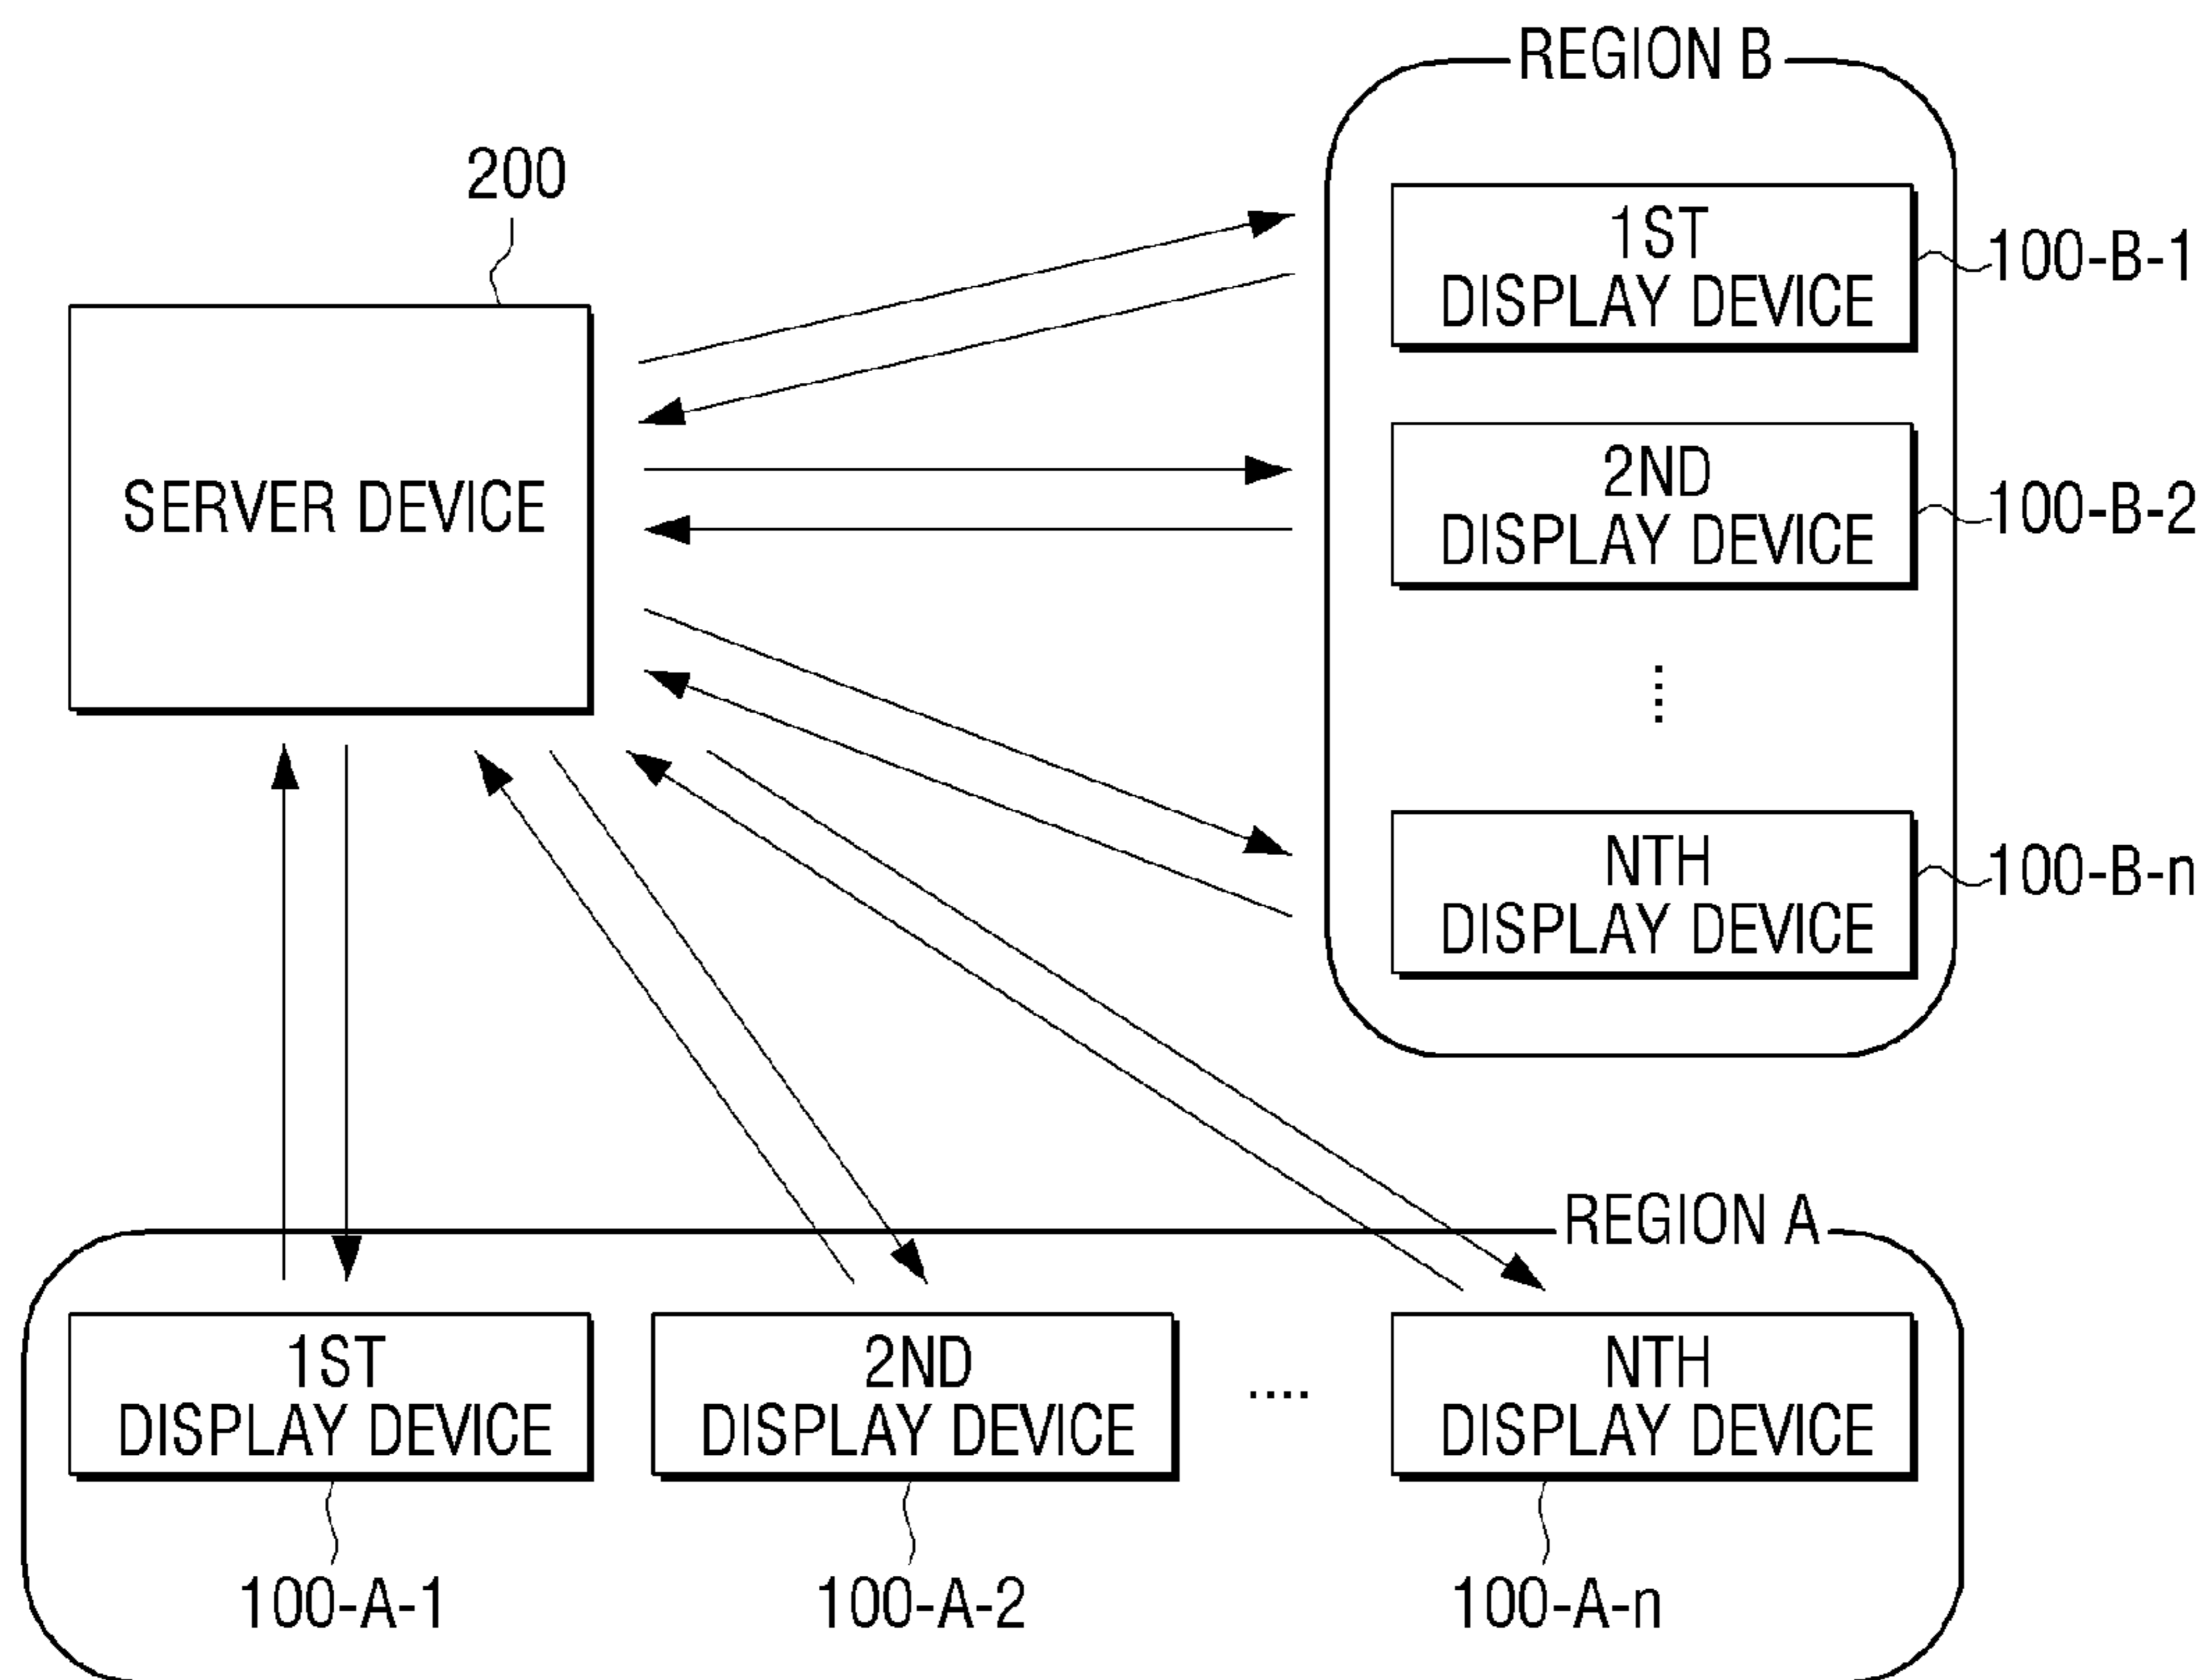 REGION B
200
1ST
DISPLAY DEVICE
100-B-1
SERVER DEVICE
2ND
DISPLAY DEVICE
100-B-2
NTH
DISPLAY DEVICE
100-B-n
REGION A
1ST
DISPLAY DEVICE
2ND
DISPLAY DEVICE
....
NTH
DISPLAY DEVICE
100-A-1
100-A-2
100-A-n